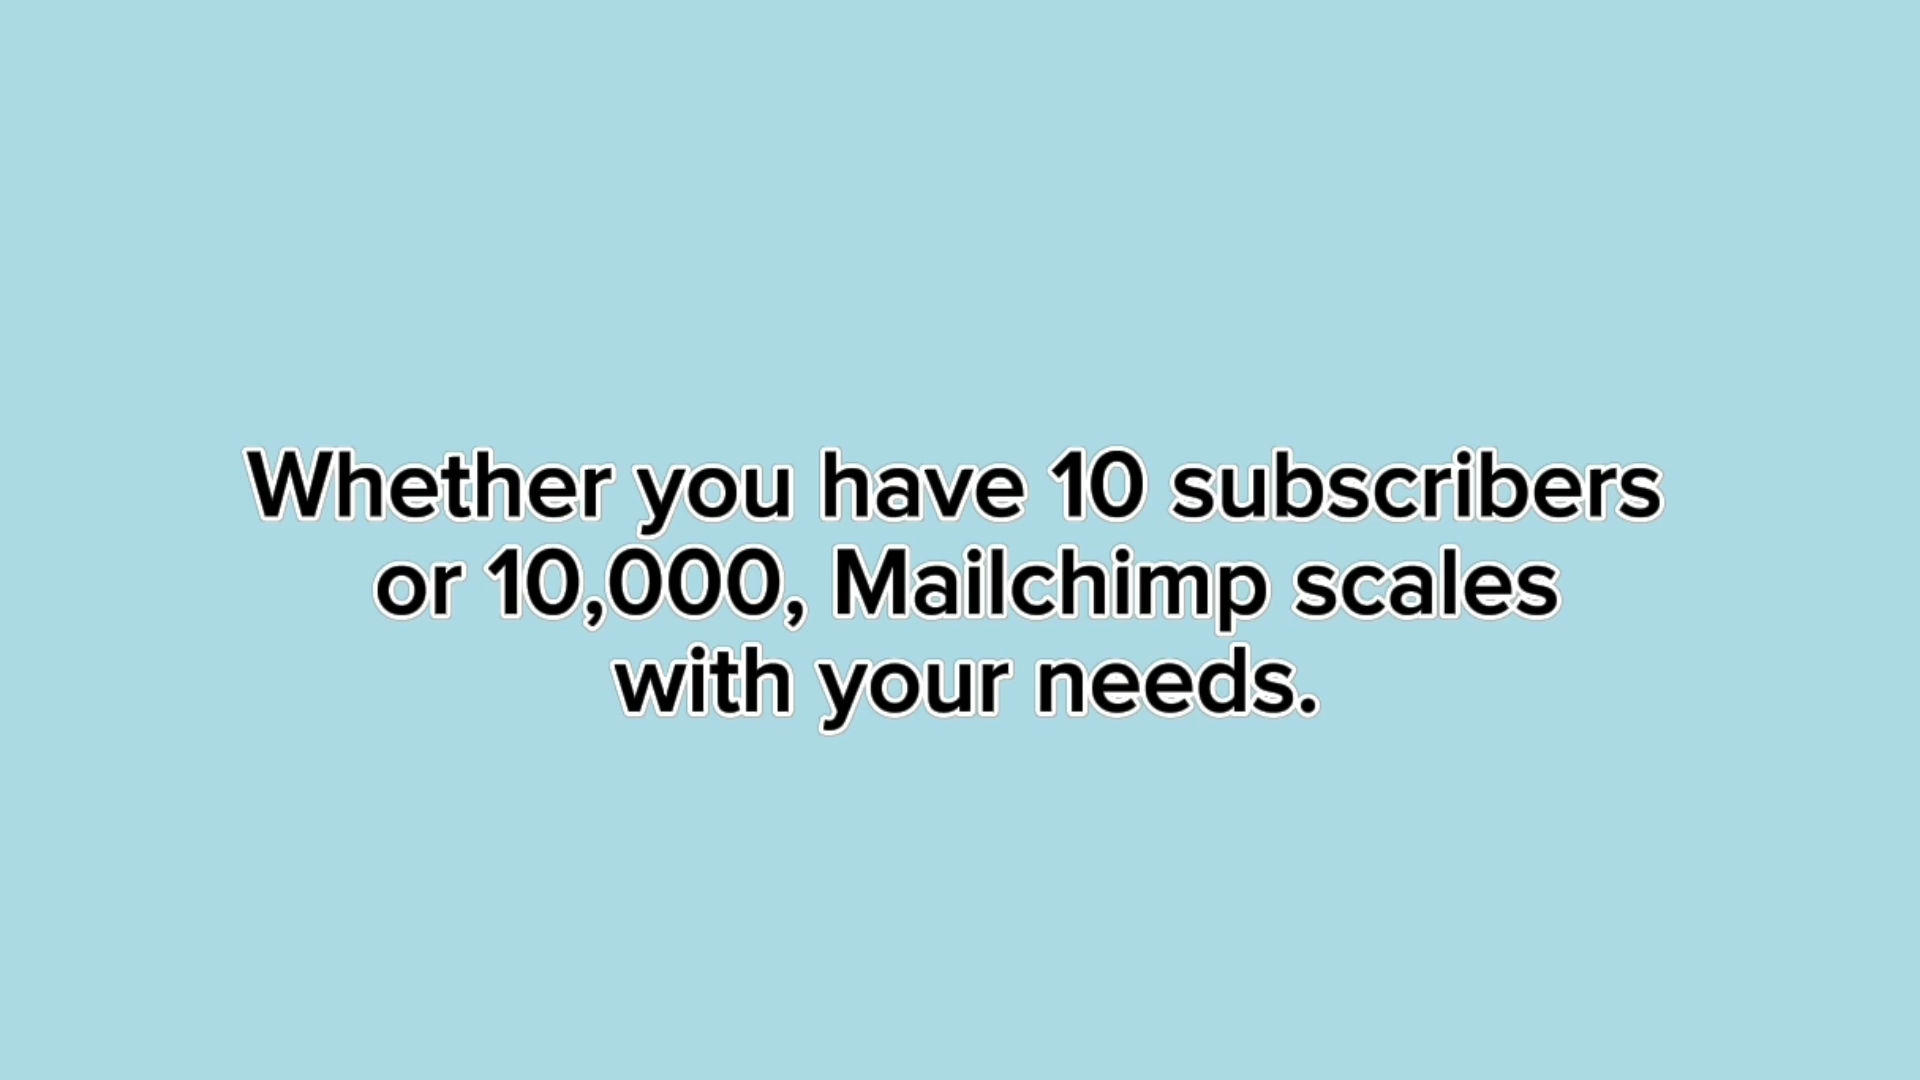 Whether you have 10 subscribers
or 10,000, Mailchimp scales
with your needs.